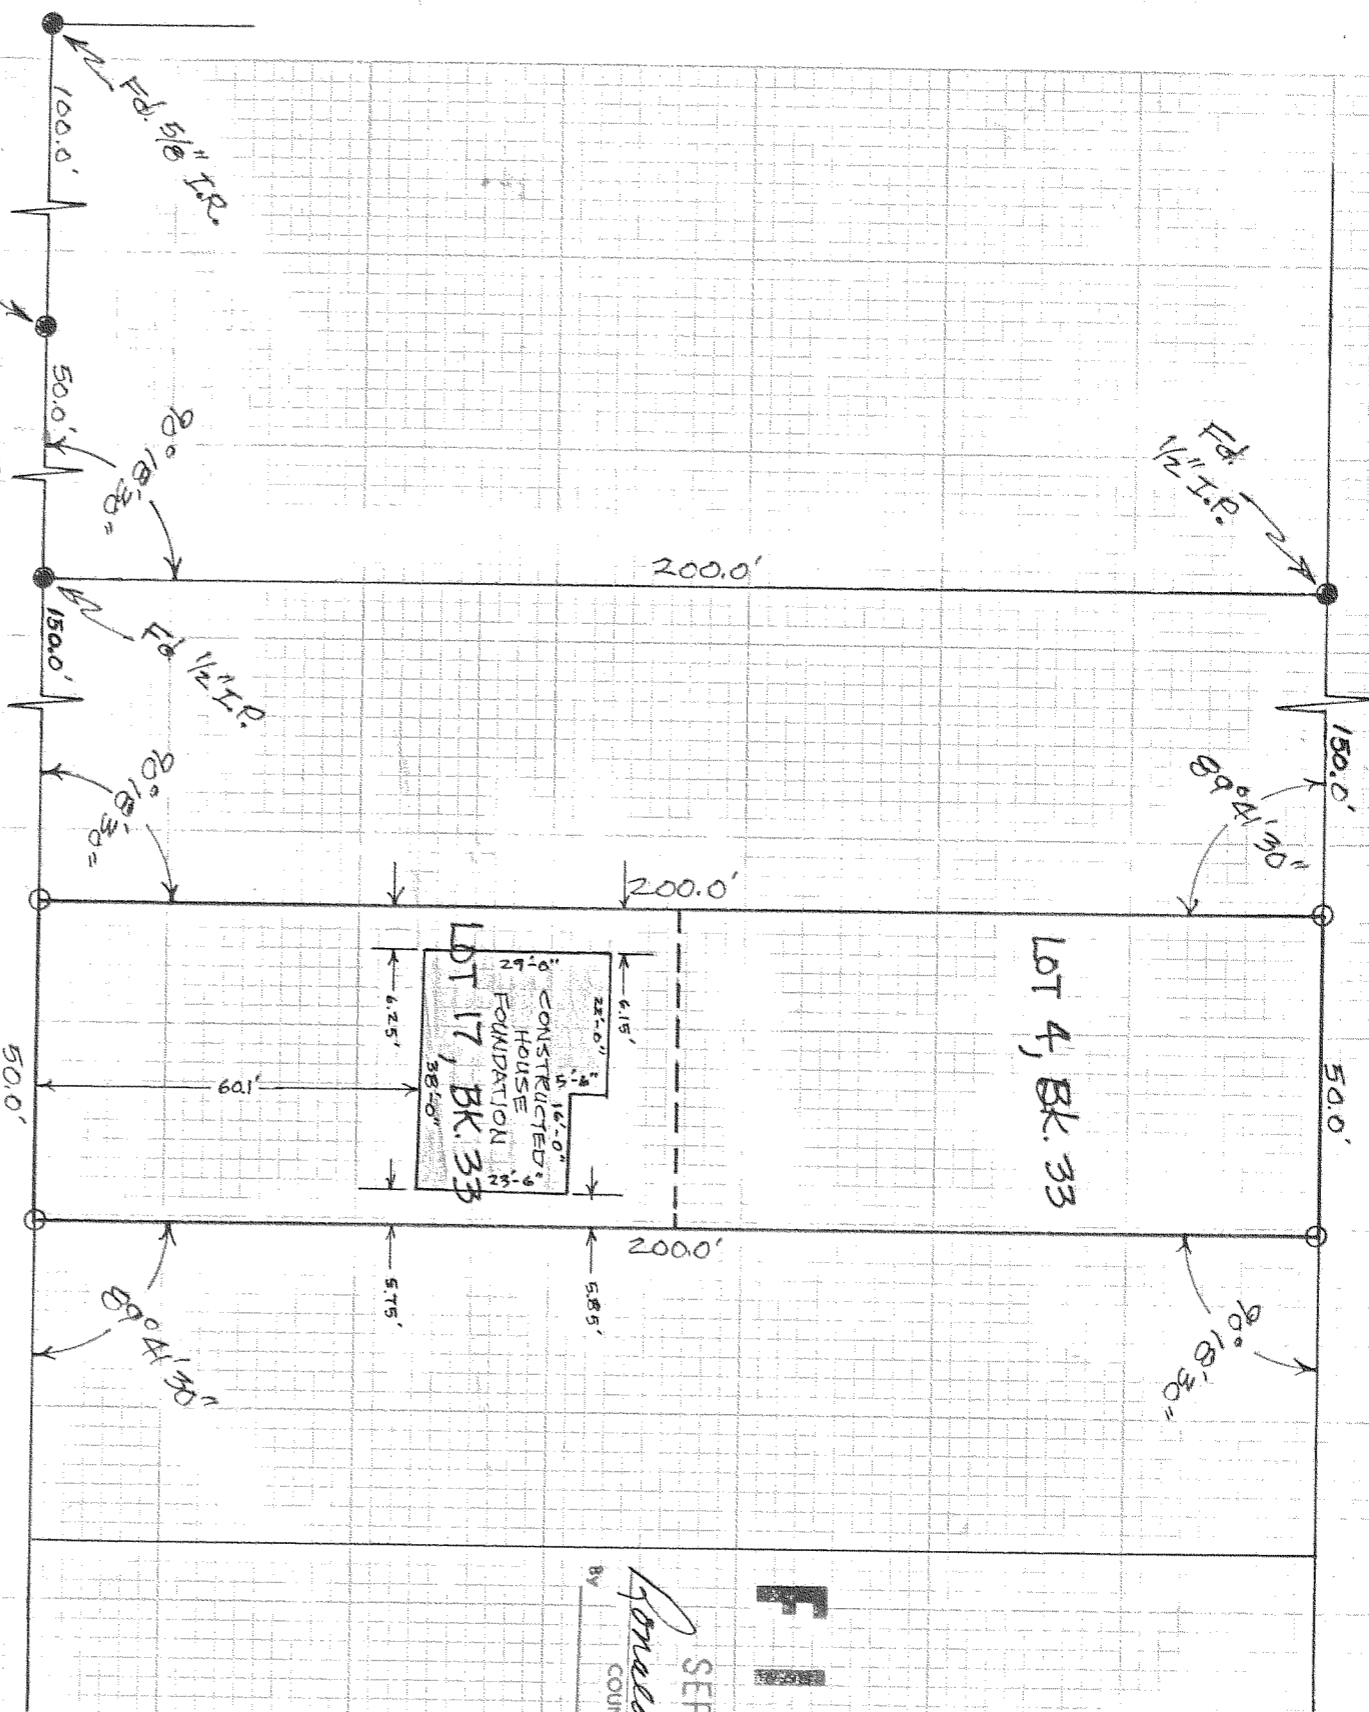 Fd. 5/8" I.R.
100.0'
50.0'
90° 18' 30"
Fd.
1/2" I.P.
200.0'
150.0'
Fd. 1/2" I.P.
90° 18' 30"
150.0'
89° 41' 30"
200.0'
LOT 4, BK. 33
50.0'
LOT 17, BK. 33
CONSTRUCTED
HOUSE
FOUNDATION
29'-0"
22'-0"
5'-6"
16'-0"
23'-6"
38'-0"
6.15'
6.25'
60.1'
50.0'
200.0'
5.75'
5.85'
89° 41' 30"
90° 18' 30"
F
By